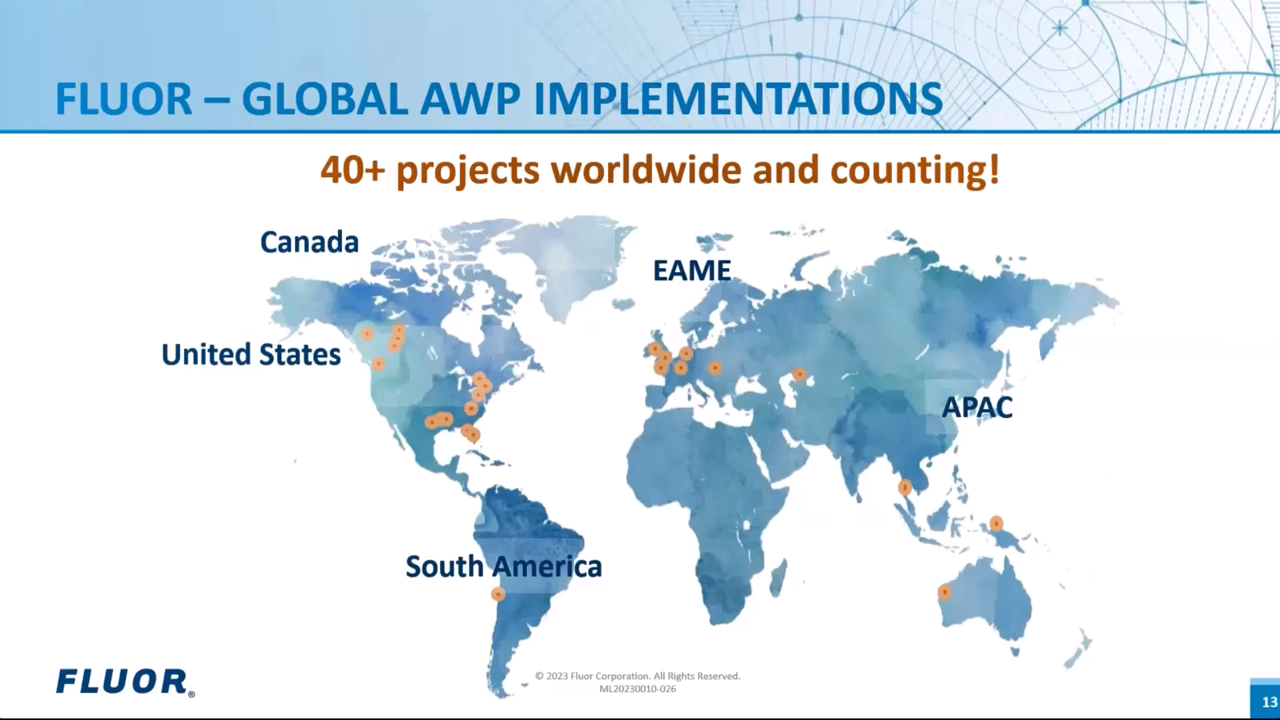 FLUOR – GLOBAL AWP IMPLEMENTATIONS
40+ projects worldwide and counting!
Canada
EAME
United States
APAC
South America
FLUOR®
© 2023 Fluor Corporation. All Rights Reserved.
ML20230010-026
13